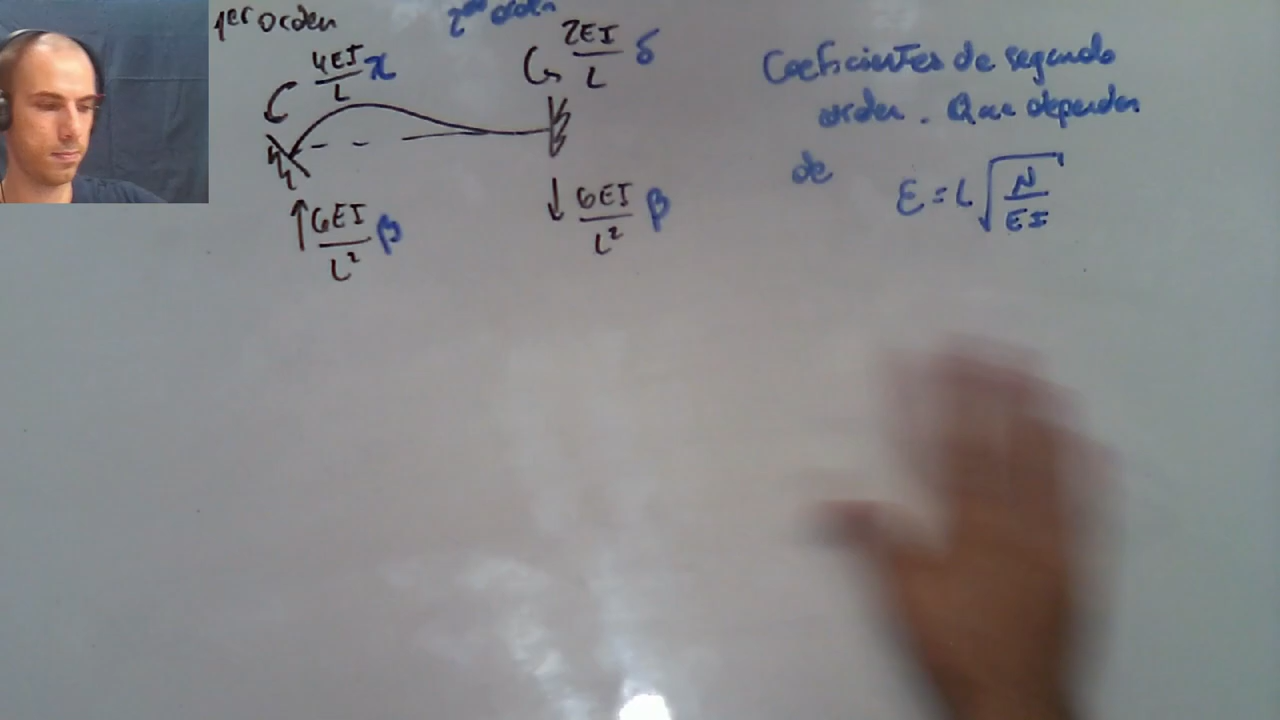 1er orden
2do orden
4EI/L π
2EI/L δ
6EI/L² β
6EI/L² β
Coeficientes de segundo
orden. Que dependen
de ε = L √(N/EI)